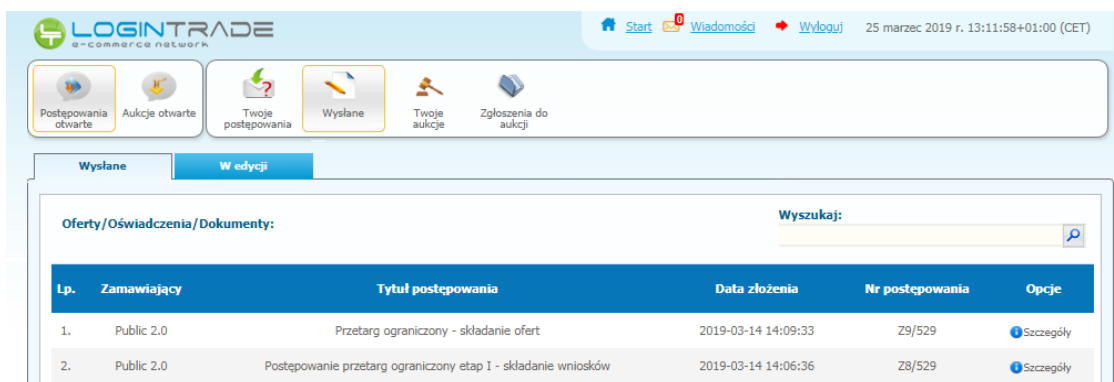 LOGINTRADE
e-commerce network
Start 0 Wiadomości Wyloguj 25 marzec 2019 r. 13:11:58+01:00 (CET)
Postępowania otwarte
Aukcje otwarte
Twoje postępowania
Wysłane
Twoje aukcje
Zgłoszenia do aukcji
Wysłane W edycji
Oferty/Oświadczenia/Dokumenty:
Wyszukaj:
Lp. Zamawiający Tytuł postępowania Data złożenia Nr postępowania Opcje
1. Public 2.0 Przetarg ograniczony - składanie ofert 2019-03-14 14:09:33 Z9/529 Szczegóły
2. Public 2.0 Postępowanie przetarg ograniczony etap I - składanie wniosków 2019-03-14 14:06:36 Z8/529 Szczegóły